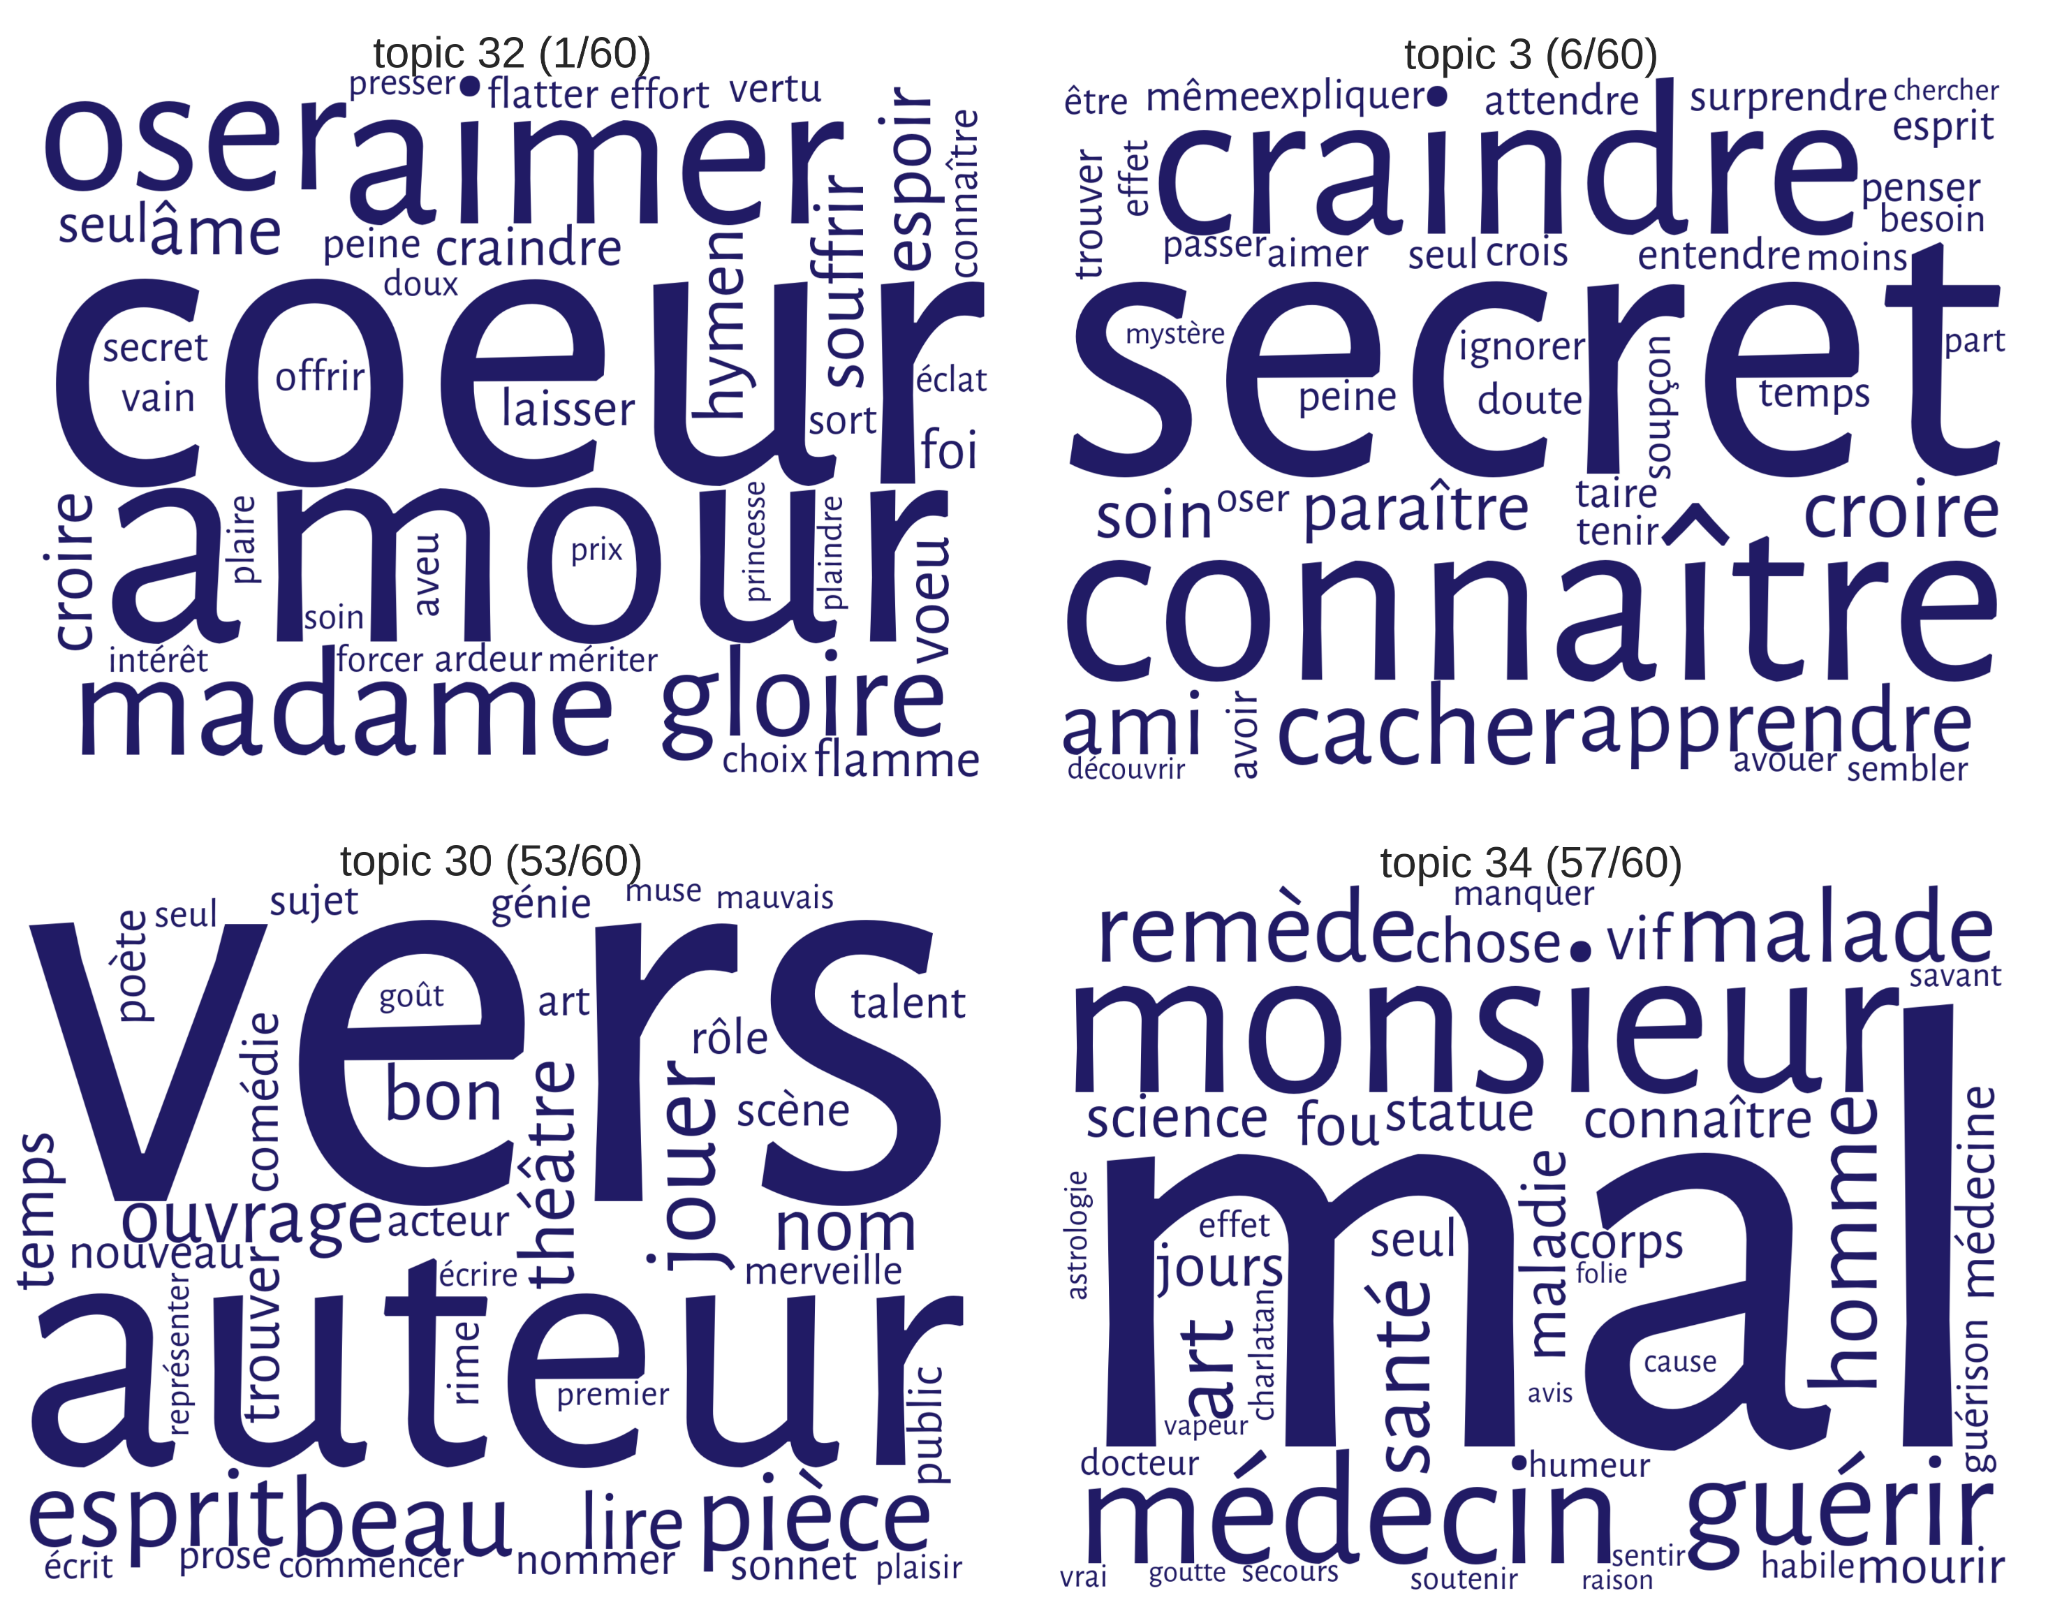 topic 32 (1/60)
presser
flatter
effort
vertu
oser
aimer
espoir
connaître
seul
âme
peine
craindre
doux
hymen
souffrir
coeur
secret
vain
offrir
laisser
sort
éclat
foi
croire
amour
plaire
soin
aveu
prix
princesse
plaindre
voeu
intérêt
forcer
ardeur
mériter
madame
gloire
choix
flamme
topic 3 (6/60)
être
même
expliquer
attendre
surprendre
chercher
esprit
trouver
effet
craindre
penser
besoin
passer
aimer
seul
crois
entendre
moins
secret
mystère
peine
ignorer
doute
soupçon
temps
part
soin
oser
paraître
taire
tenir
croire
connaître
ami
avoir
cacher
apprendre
découvrir
avouer
sembler
topic 30 (53/60)
poète
seul
sujet
génie
muse
mauvais
vers
goût
art
talent
comédie
bon
théâtre
rôle
jouer
scène
temps
ouvrage
acteur
nom
nouveau
trouver
écrire
merveille
représenter
auteur
rime
premier
public
esprit
beau
lire
pièce
écrit
prose
commencer
nommer
sonnet
plaisir
topic 34 (57/60)
remède
manquer
chose
vif
malade
savant
monsieur
science
fou
statue
connaître
homme
médecine
mal
astrologie
effet
jours
seul
maladie
corps
folie
art
charlatan
santé
cause
avis
vapeur
guérison
docteur
humeur
médecin
guérir
vrai
goutte
secours
soutenir
sentir
raison
habile
mourir